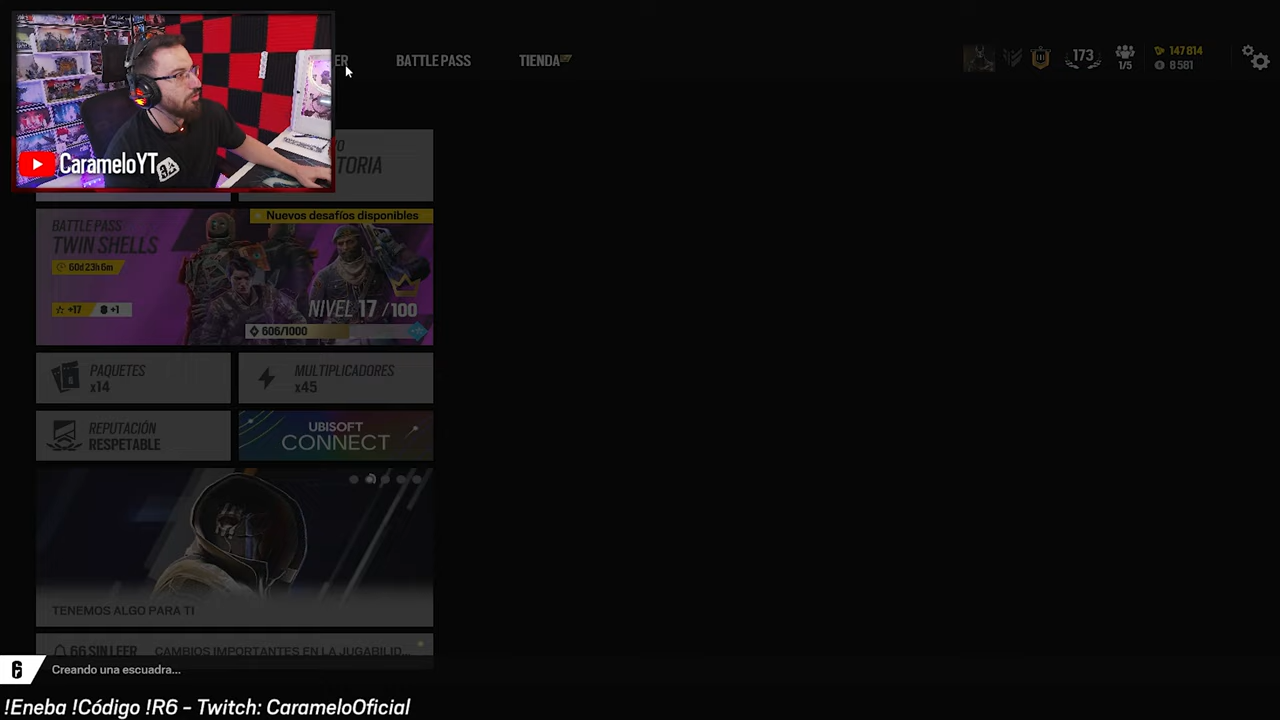 ER
BATTLE PASS
TIENDA
173
1/5
147 814
8 581
CarameloYT
VO
TORIA
Nuevos desafíos disponibles
BATTLE PASS
TWIN SHELLS
60d 23h 6m
+17
+1
NIVEL 17 /100
606/1000
PAQUETES
x14
MULTIPLICADORES
x45
REPUTACIÓN
RESPETABLE
UBISOFT
CONNECT
TENEMOS ALGO PARA TI
66 SIN LEER
CAMBIOS IMPORTANTES EN LA JUGABILID...
6
Creando una escuadra...
!Eneba !Código !R6 - Twitch: CarameloOficial